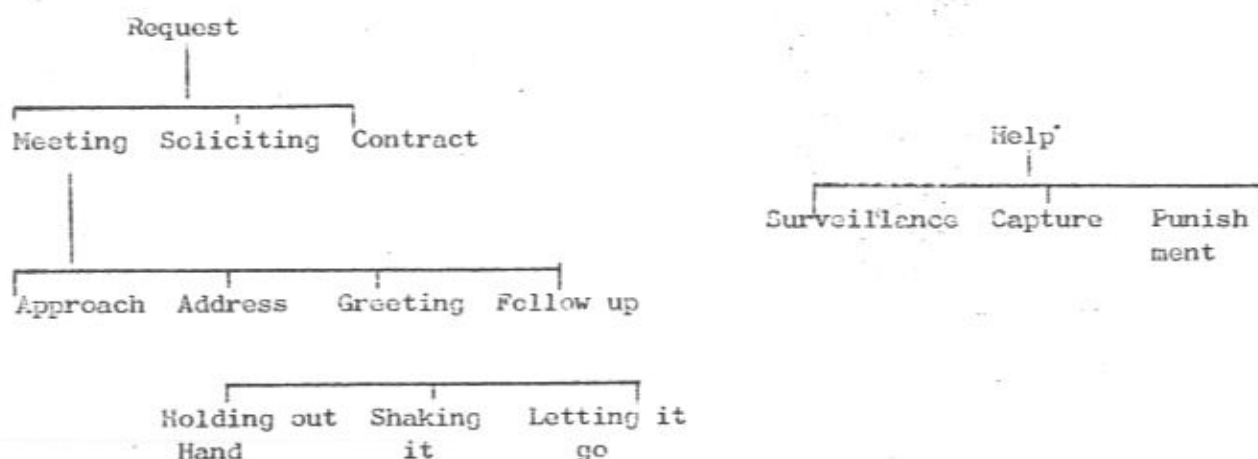 Request
Meeting Soliciting Contract
Help
Surveillance Capture Punish
ment
Approach Address Greeting Follow up
Holding out Shaking Letting it
Hand it go